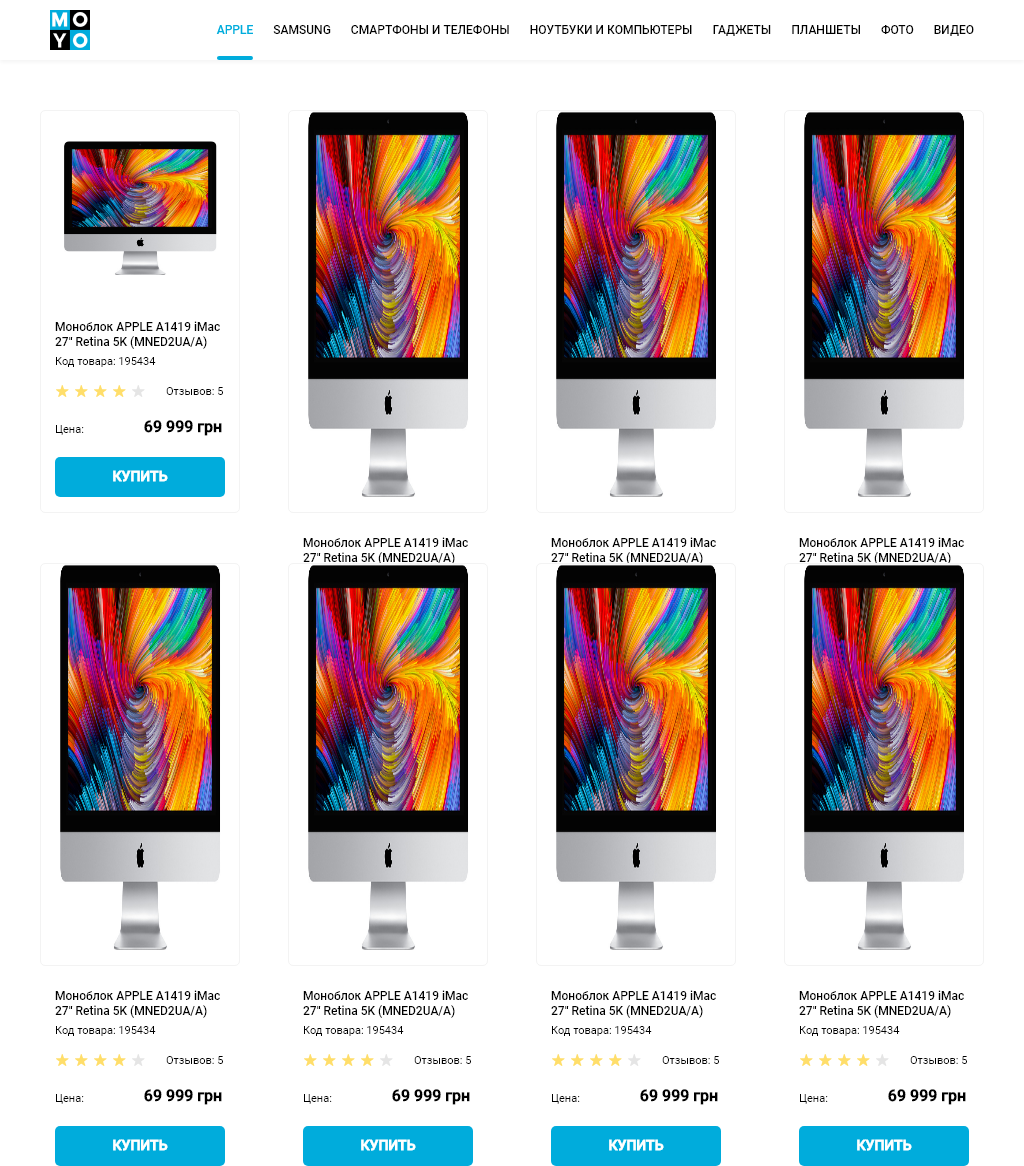 MO
YO
APPLE SAMSUNG СМАРТФОНЫ И ТЕЛЕФОНЫ НОУТБУКИ И КОМПЬЮТЕРЫ ГАДЖЕТЫ ПЛАНШЕТЫ ФОТО ВИДЕО
Моноблок APPLE A1419 iMac
27" Retina 5K (MNED2UA/A)
Код товара: 195434
Отзывов: 5
Цена: 69 999 грн
КУПИТЬ
Моноблок APPLE A1419 iMac
27" Retina 5K (MNED2UA/A)
Моноблок APPLE A1419 iMac
27" Retina 5K (MNED2UA/A)
Моноблок APPLE A1419 iMac
27" Retina 5K (MNED2UA/A)
Моноблок APPLE A1419 iMac
27" Retina 5K (MNED2UA/A)
Код товара: 195434
Отзывов: 5
Цена: 69 999 грн
КУПИТЬ
Моноблок APPLE A1419 iMac
27" Retina 5K (MNED2UA/A)
Код товара: 195434
Отзывов: 5
Цена: 69 999 грн
КУПИТЬ
Моноблок APPLE A1419 iMac
27" Retina 5K (MNED2UA/A)
Код товара: 195434
Отзывов: 5
Цена: 69 999 грн
КУПИТЬ
Моноблок APPLE A1419 iMac
27" Retina 5K (MNED2UA/A)
Код товара: 195434
Отзывов: 5
Цена: 69 999 грн
КУПИТЬ